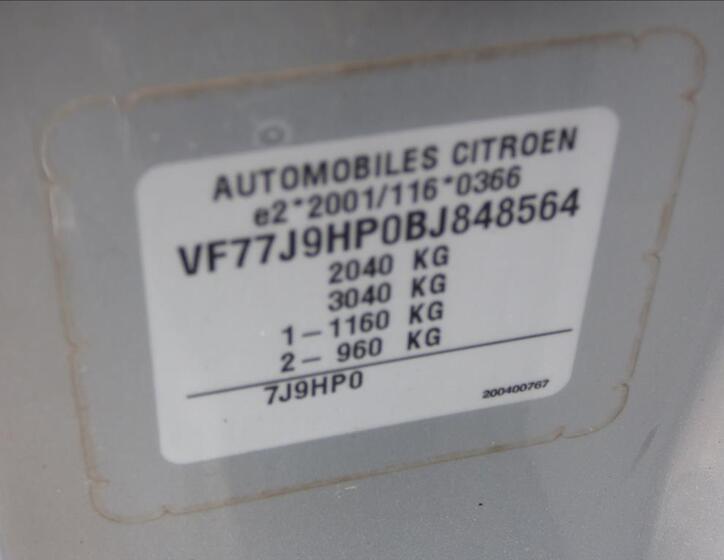 AUTOMOBILES CITROEN
e2*2001/116*0366
VF77J9HP0BJ848564
2040 KG
3040 KG
1-1160 KG
2- 960 KG
7J9HP0
200400767